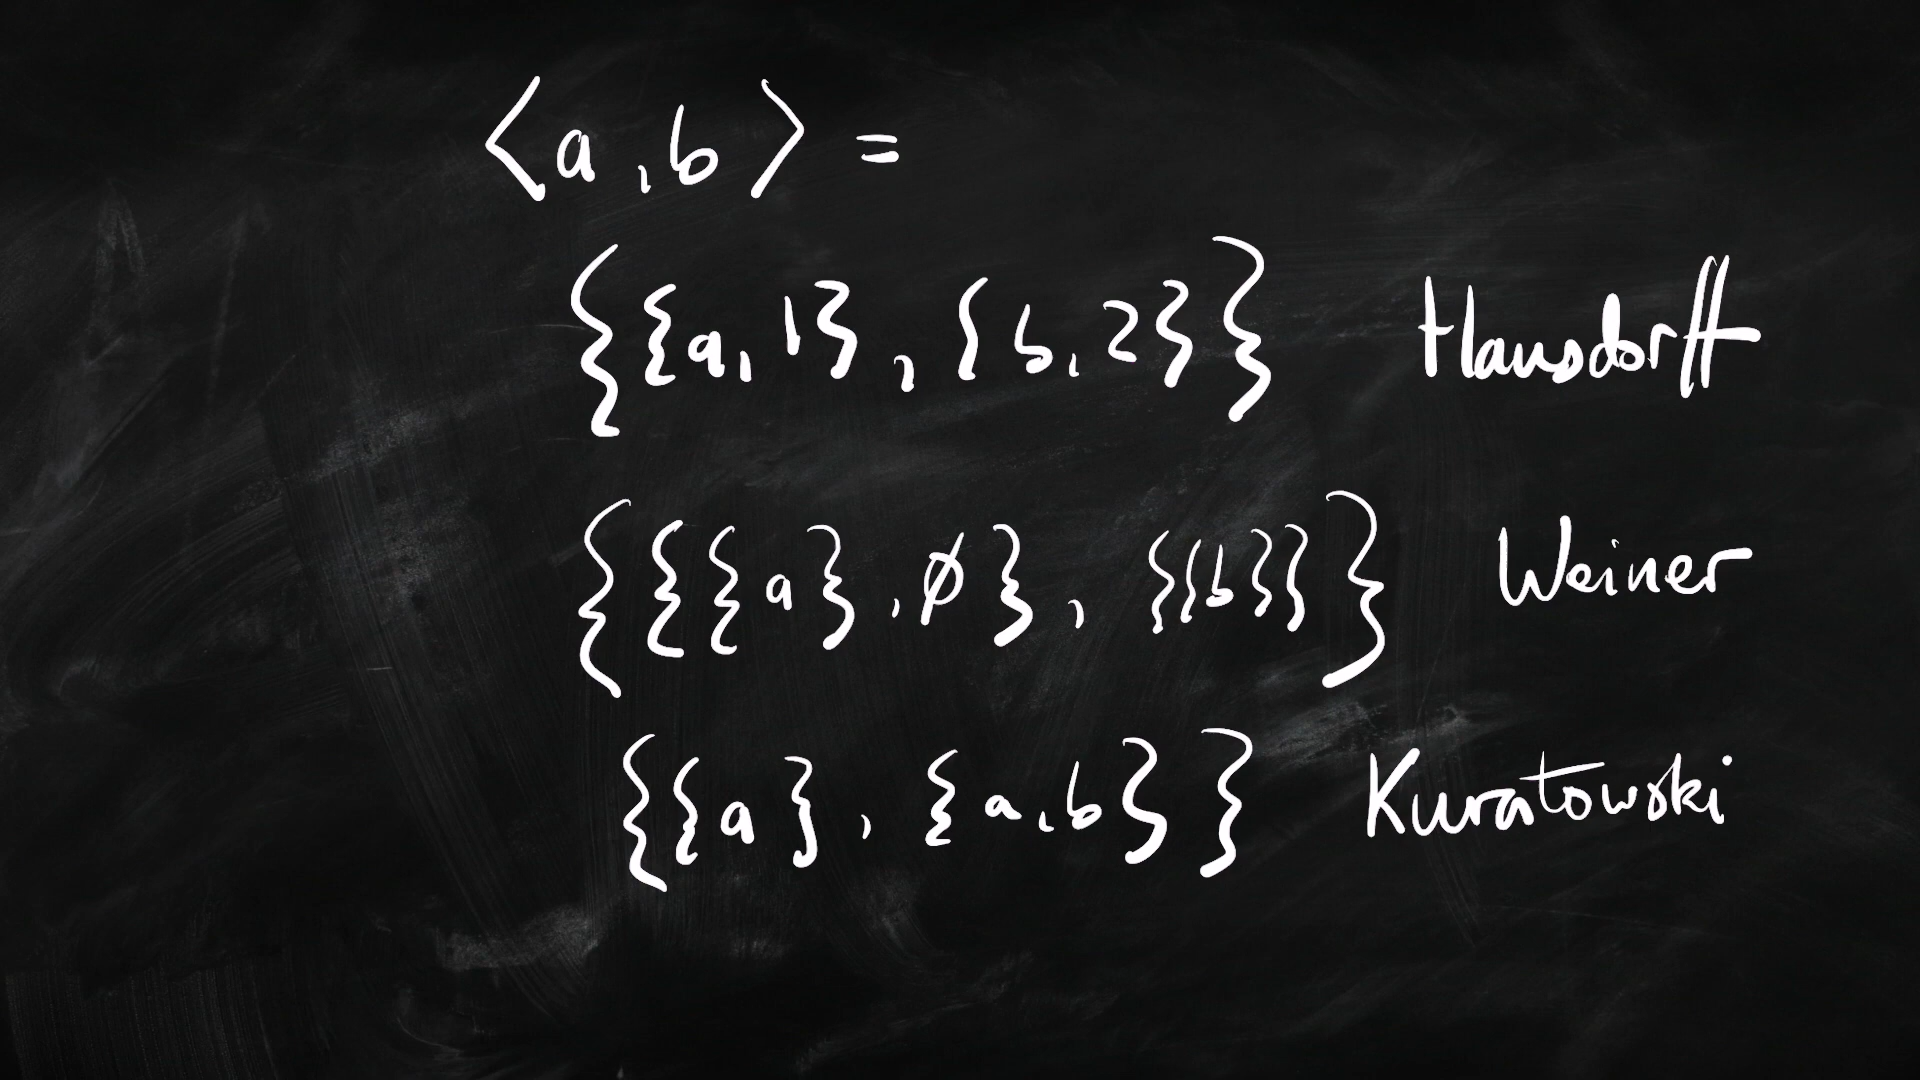 ⟨a,b⟩ =
{{a,1},{b,2}} Hausdorff
{{{a},∅},{{b}}} Weiner
{{a},{a,b}} Kuratowski